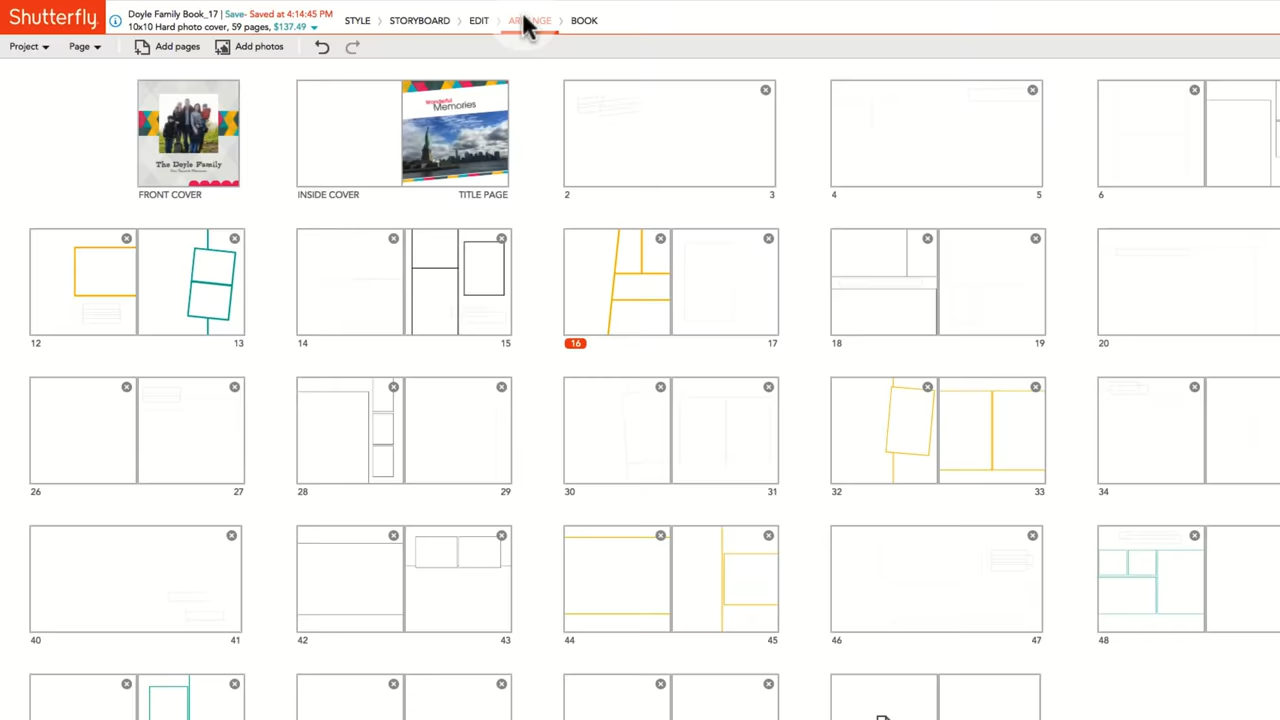 Shutterfly
Doyle Family Book_17 | Save- Saved at 4:14:45 PM
10x10 Hard photo cover, 59 pages, $137.49
STYLE STORYBOARD EDIT ARRANGE BOOK
Project Page Add pages Add photos
The Doyle Family
Wonderful
Memories
FRONT COVER INSIDE COVER TITLE PAGE 2 3 4 5 6
12 13 14 15 16 17 18 19 20
26 27 28 29 30 31 32 33 34
40 41 42 43 44 45 46 47 48